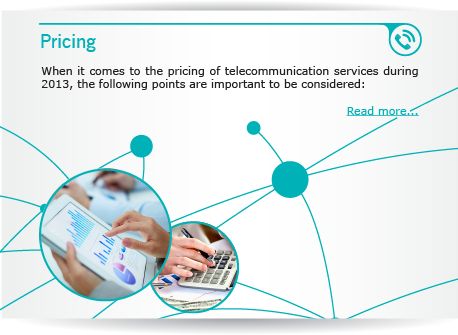 Pricing
When it comes to the pricing of telecommunication services during
2013, the following points are important to be considered:
Read more...